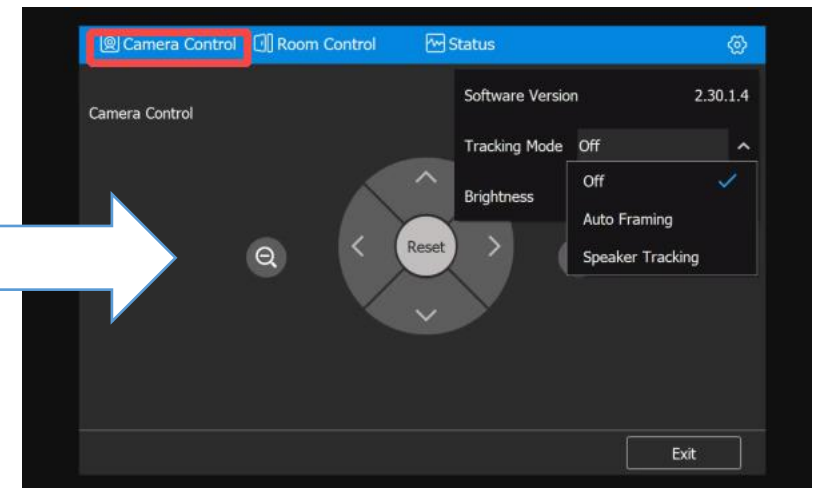 Camera Control Room Control Status
Camera Control
Software Version 2.30.1.4
Tracking Mode Off
Brightness
Off
Auto Framing
Speaker Tracking
Reset
Exit